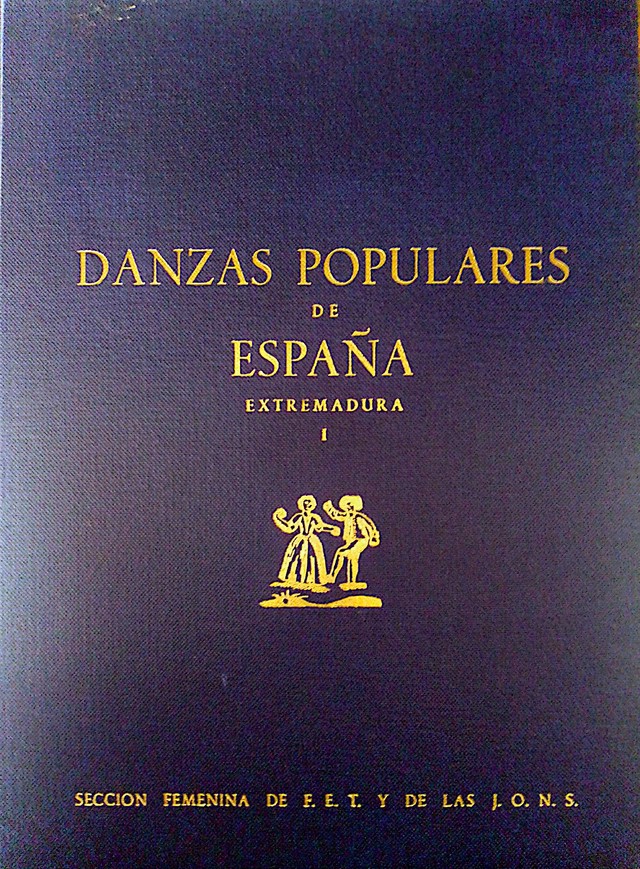 DANZAS POPULARES
DE
ESPAÑA
EXTREMADURA
I
SECCION FEMENINA DE F. E. T. Y DE LAS J. O. N. S.